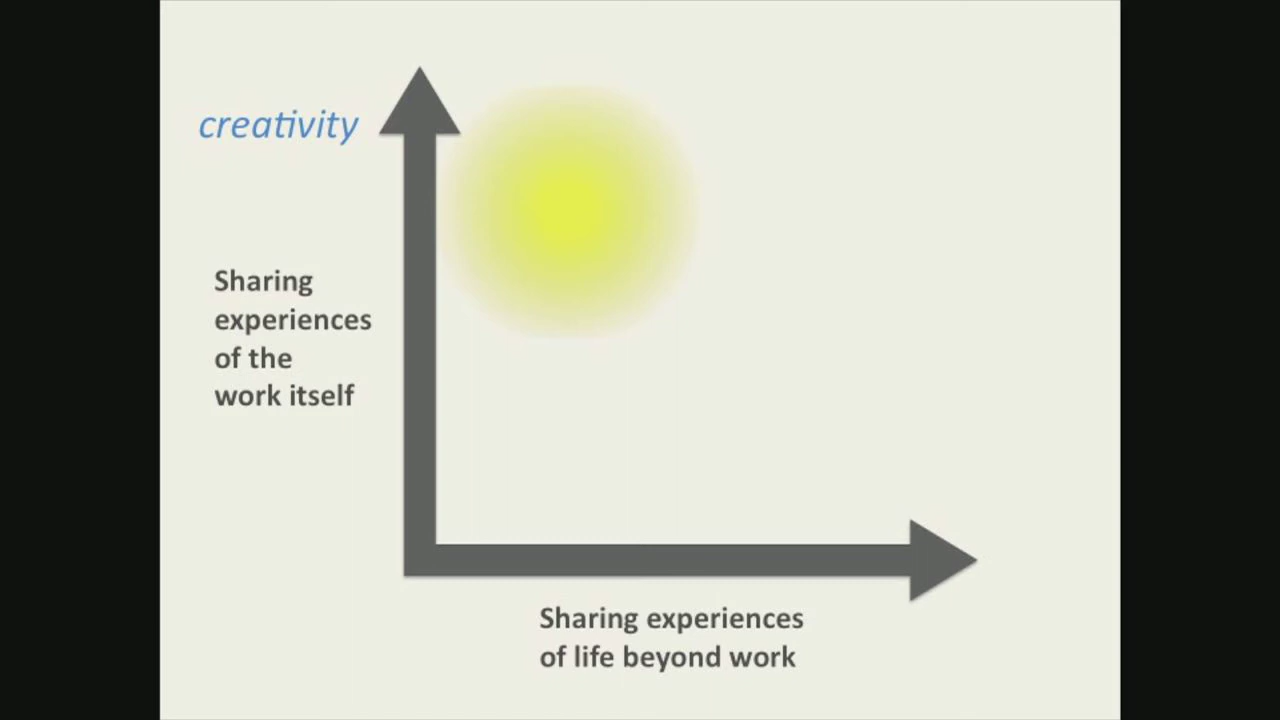 creativity
Sharing
experiences
of the
work itself
Sharing experiences
of life beyond work